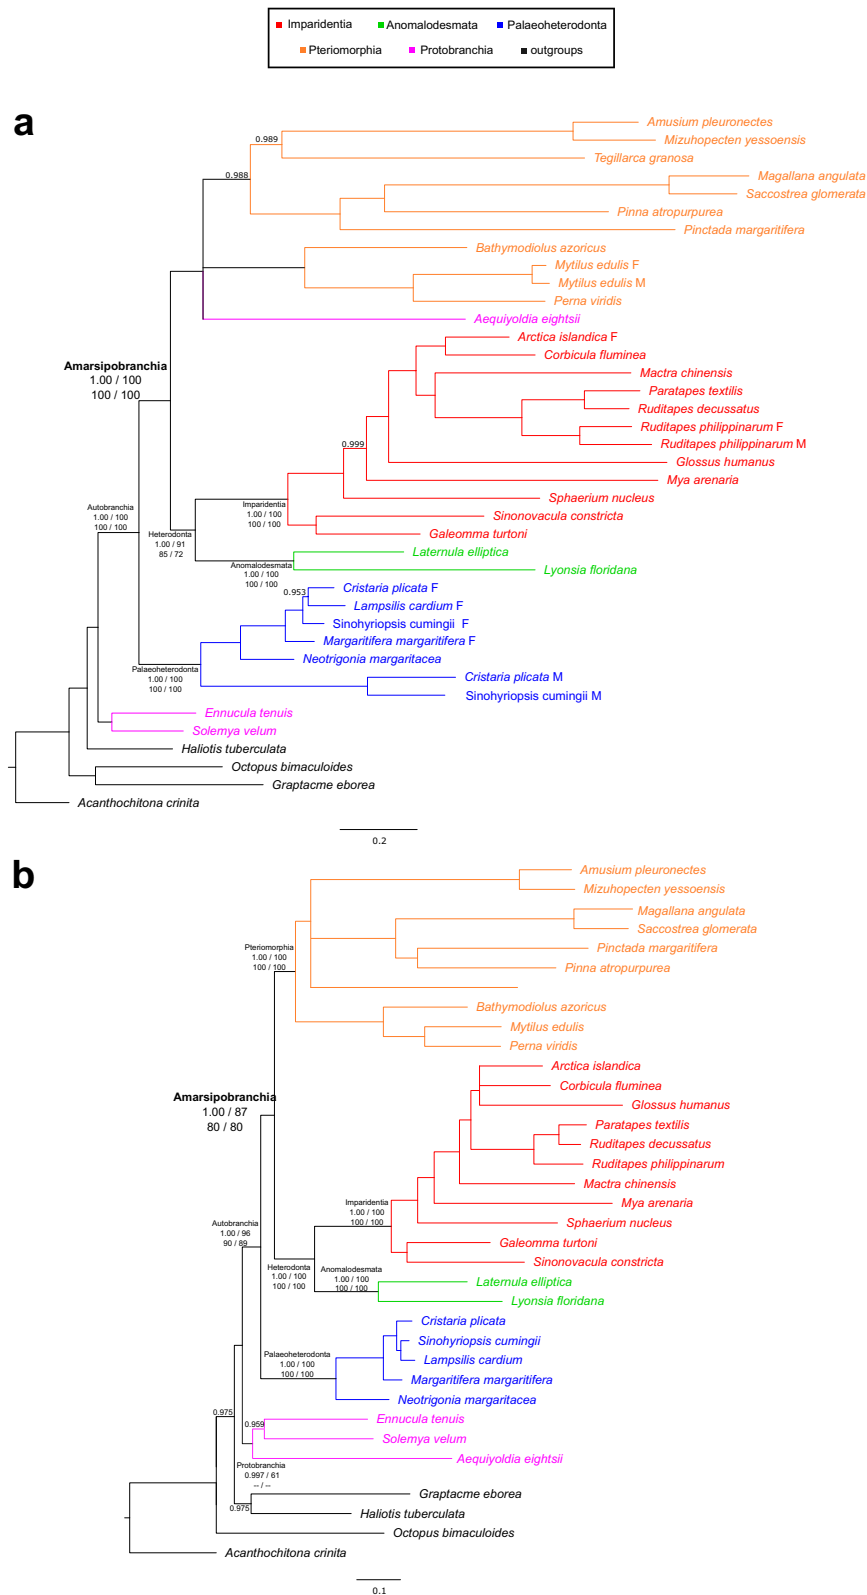 Imparidentia Anomalodesmata Palaeoheterodonta
Pteriomorphia Protobranchia outgroups
a
Amusium pleuronectes
0.989
Mizuhopecten yessoensis
Tegillarca granosa
0.988
Magallana angulata
Saccostrea glomerata
Pinna atropurpurea
Pinctada margaritifera
Bathymodiolus azoricus
Mytilus edulis F
Mytilus edulis M
Perna viridis
Aequiyoldia eightsii
Arctica islandica F
Corbicula fluminea
Amarsipobranchia
1.00 / 100
100 / 100
Mactra chinensis
Paratapes textilis
Ruditapes decussatus
Ruditapes philippinarum F
0.999
Ruditapes philippinarum M
Glossus humanus
Mya arenaria
Sphaerium nucleus
Imparidentia
1.00 / 100
100 / 100
Autobranchia
1.00 / 100
100 / 100
Sinonovacula constricta
Galeomma turtoni
Heterodonta
1.00 / 91
85 / 72
Laternula elliptica
Anomalodesmata
1.00 / 100
100 / 100
Lyonsia floridana
Cristaria plicata F
0.953
Lampsilis cardium F
Sinohyriopsis cumingii F
Margaritifera margaritifera F
Neotrigonia margaritacea
Palaeoheterodonta
1.00 / 100
100 / 100
Cristaria plicata M
Sinohyriopsis cumingii M
Ennucula tenuis
Solemya velum
Haliotis tuberculata
Octopus bimaculoides
Graptacme eborea
Acanthochitona crinita
0.2
b
Amusium pleuronectes
Mizuhopecten yessoensis
Magallana angulata
Saccostrea glomerata
Pteriomorphia
1.00 / 100
100 / 100
Pinctada margaritifera
Pinna atropurpurea
Bathymodiolus azoricus
Mytilus edulis
Perna viridis
Arctica islandica
Corbicula fluminea
Amarsipobranchia
1.00 / 87
80 / 80
Glossus humanus
Paratapes textilis
Ruditapes decussatus
Ruditapes philippinarum
Mactra chinensis
Mya arenaria
Imparidentia
1.00 / 100
100 / 100
Sphaerium nucleus
Autobranchia
1.00 / 96
90 / 89
Galeomma turtoni
Sinonovacula constricta
Heterodonta
1.00 / 100
100 / 100
Anomalodesmata
1.00 / 100
100 / 100
Laternula elliptica
Lyonsia floridana
Cristaria plicata
Sinohyriopsis cumingii
Palaeoheterodonta
1.00 / 100
100 / 100
Lampsilis cardium
Margaritifera margaritifera
Neotrigonia margaritacea
0.975
Ennucula tenuis
0.959
Solemya velum
Aequiyoldia eightsii
Protobranchia
0.997 / 61
-- / --
Graptacme eborea
0.975
Haliotis tuberculata
Octopus bimaculoides
Acanthochitona crinita
0.1